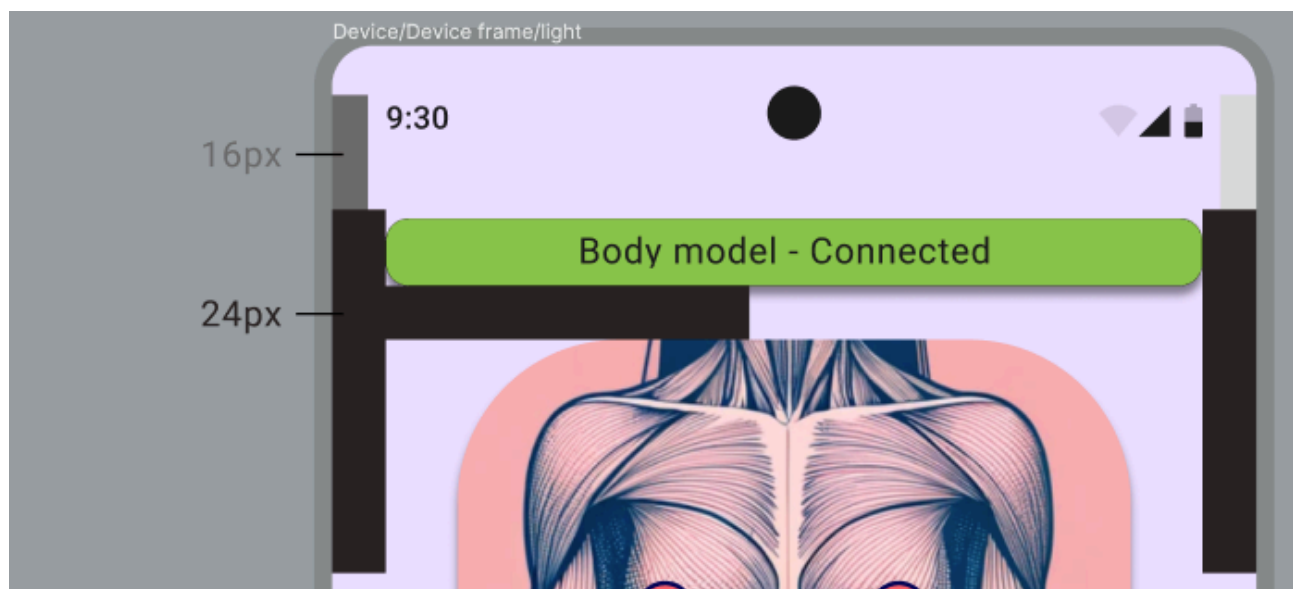 Device/Device frame/light
9:30
16px
Body model - Connected
24px